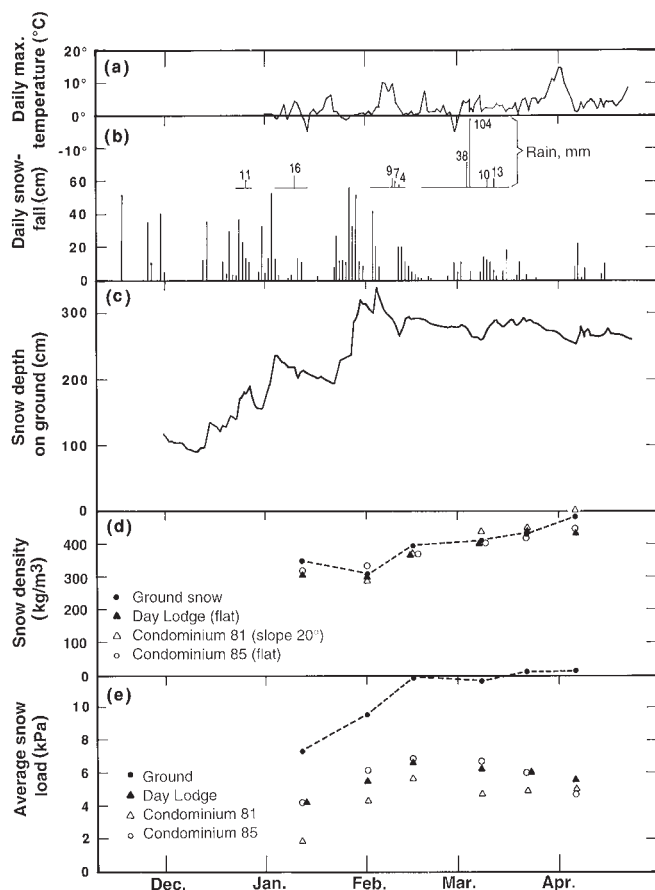 Daily max.
temperature (°C)
20°
10°
0°
-10°
(a)
(b)
104
38
Rain, mm
11
16
9
7
4
10
13
Daily snow-
fall (cm)
60
40
20
0
(c)
Snow depth
on ground (cm)
300
200
100
0
(d)
Snow density
(kg/m3)
400
300
200
100
0
Ground snow
Day Lodge (flat)
Condominium 81 (slope 20°)
Condominium 85 (flat)
(e)
Average snow
load (kPa)
10
8
6
4
2
0
Ground
Day Lodge
Condominium 81
Condominium 85
Dec. Jan. Feb. Mar. Apr.